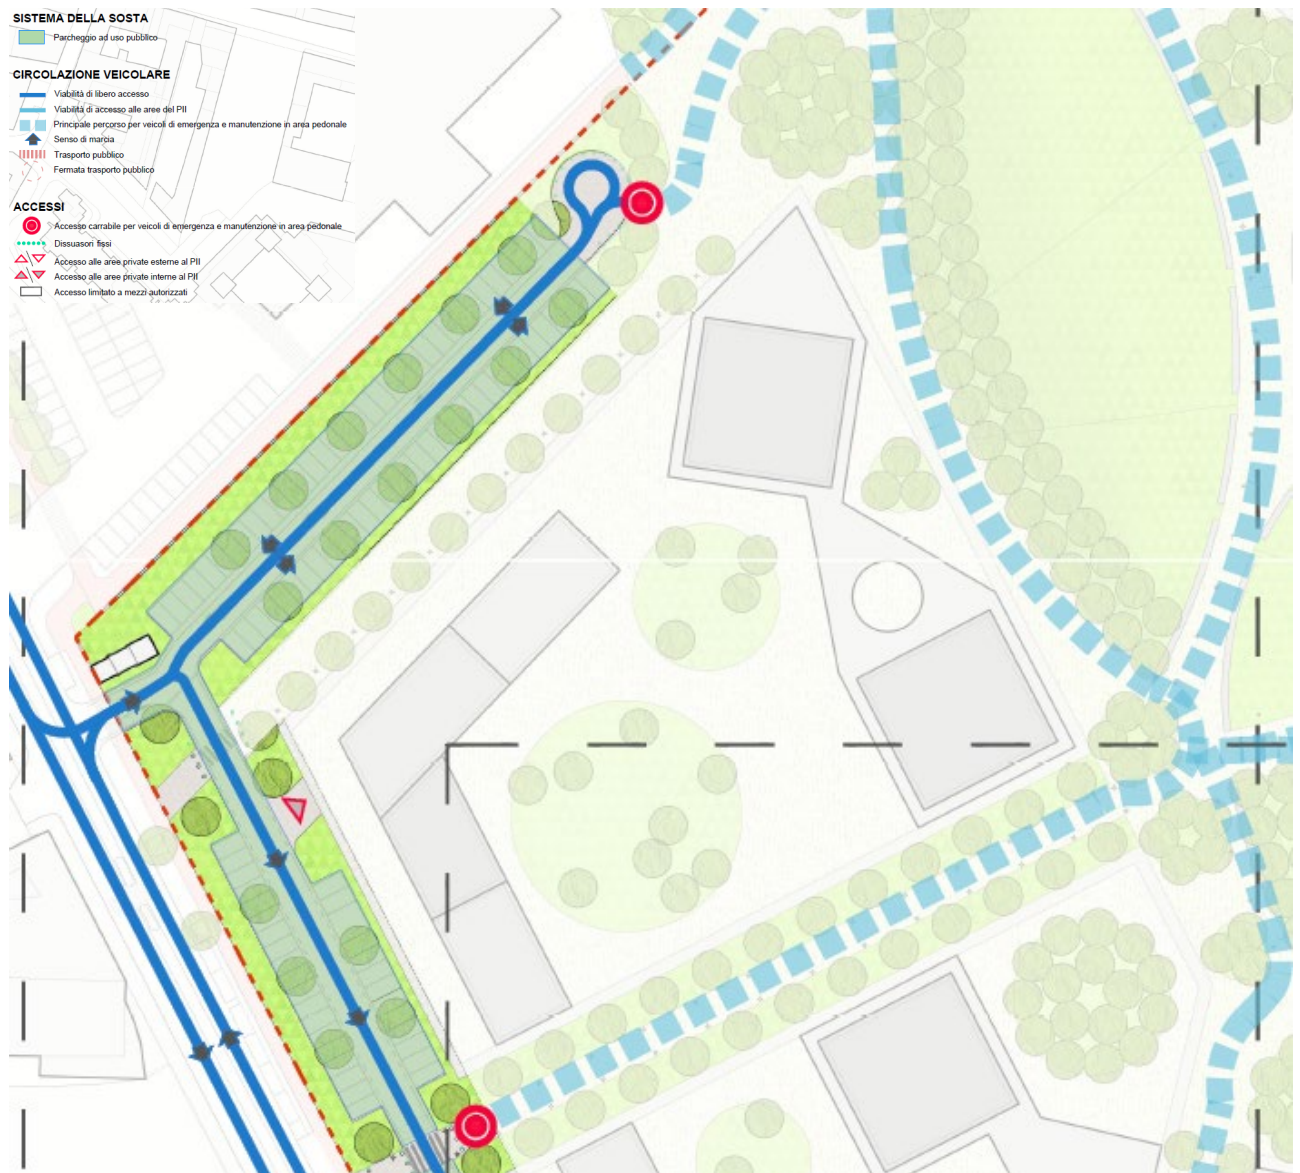 SISTEMA DELLA SOSTA
Parcheggio ad uso pubblico
CIRCOLAZIONE VEICOLARE
Viabilità di libero accesso
Viabilità di accesso alle aree del PII
Principale percorso per veicoli di emergenza e manutenzione in area pedonale
Senso di marcia
Trasporto pubblico
Fermata trasporto pubblico
ACCESSI
Accesso carrabile per veicoli di emergenza e manutenzione in area pedonale
Dissuasori fissi
Accesso alle aree private esterne al PII
Accesso alle aree private interne al PII
Accesso limitato a mezzi autorizzati